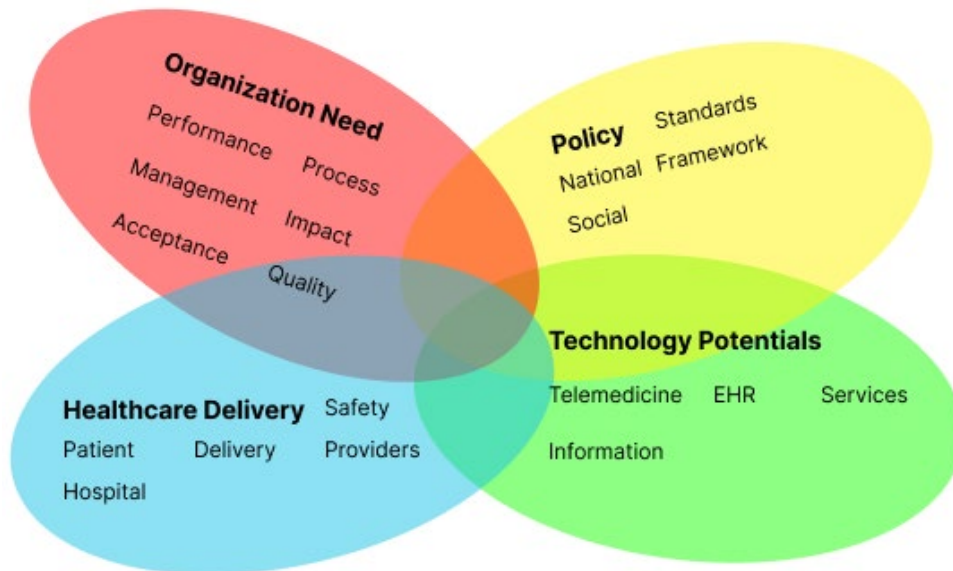 Organization Need
Performance Process
Management Impact
Acceptance Quality
Policy Standards
National Framework
Social
Healthcare Delivery Safety
Patient Delivery Providers
Hospital
Technology Potentials
Telemedicine EHR Services
Information